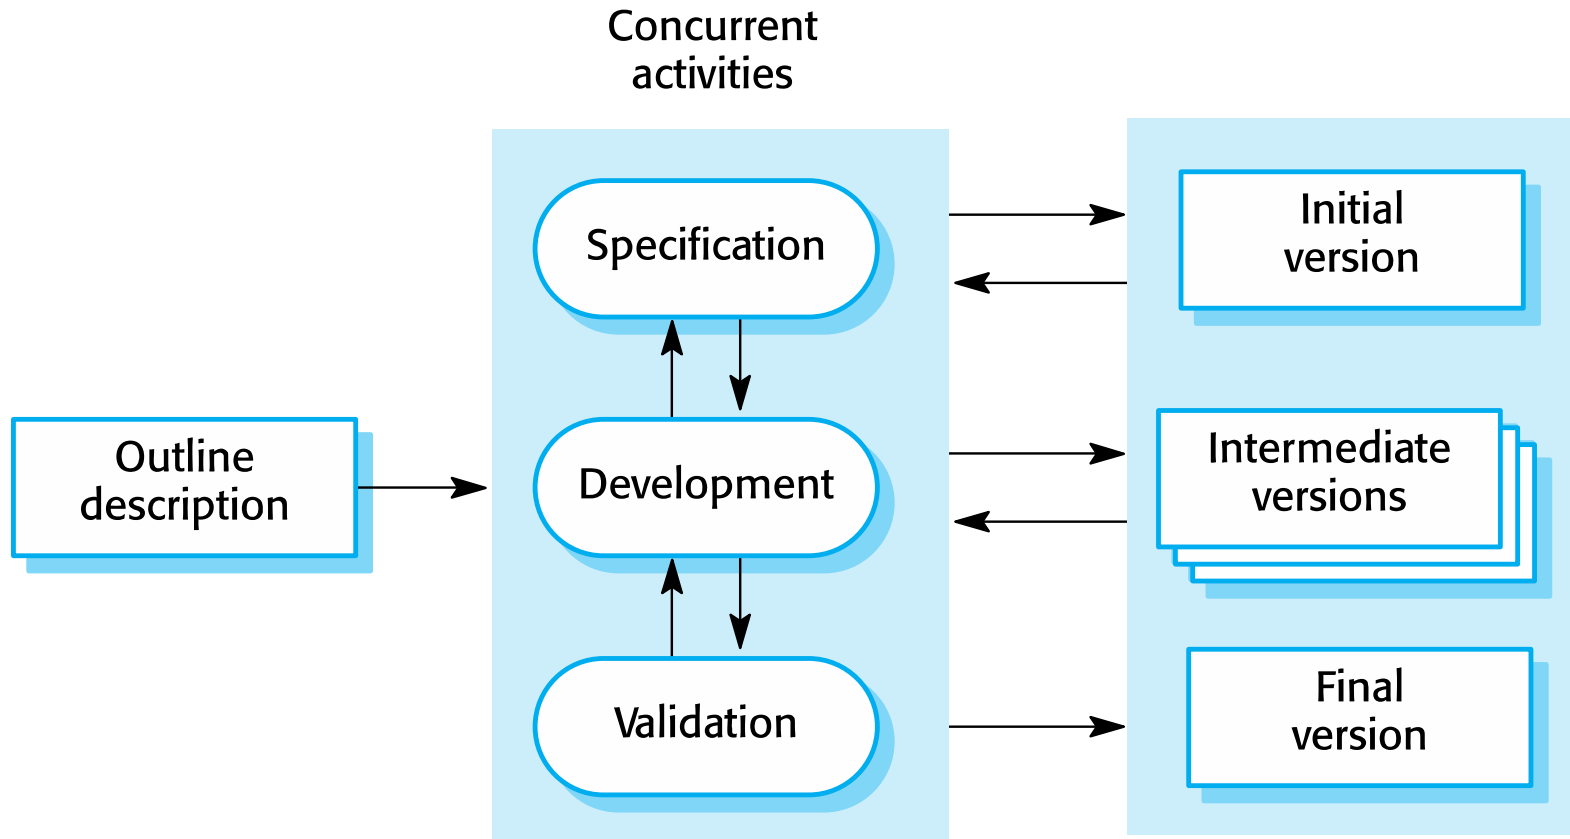 Concurrent
activities
Specification
Initial
version
Outline
description
Development
Intermediate
versions
Validation
Final
version